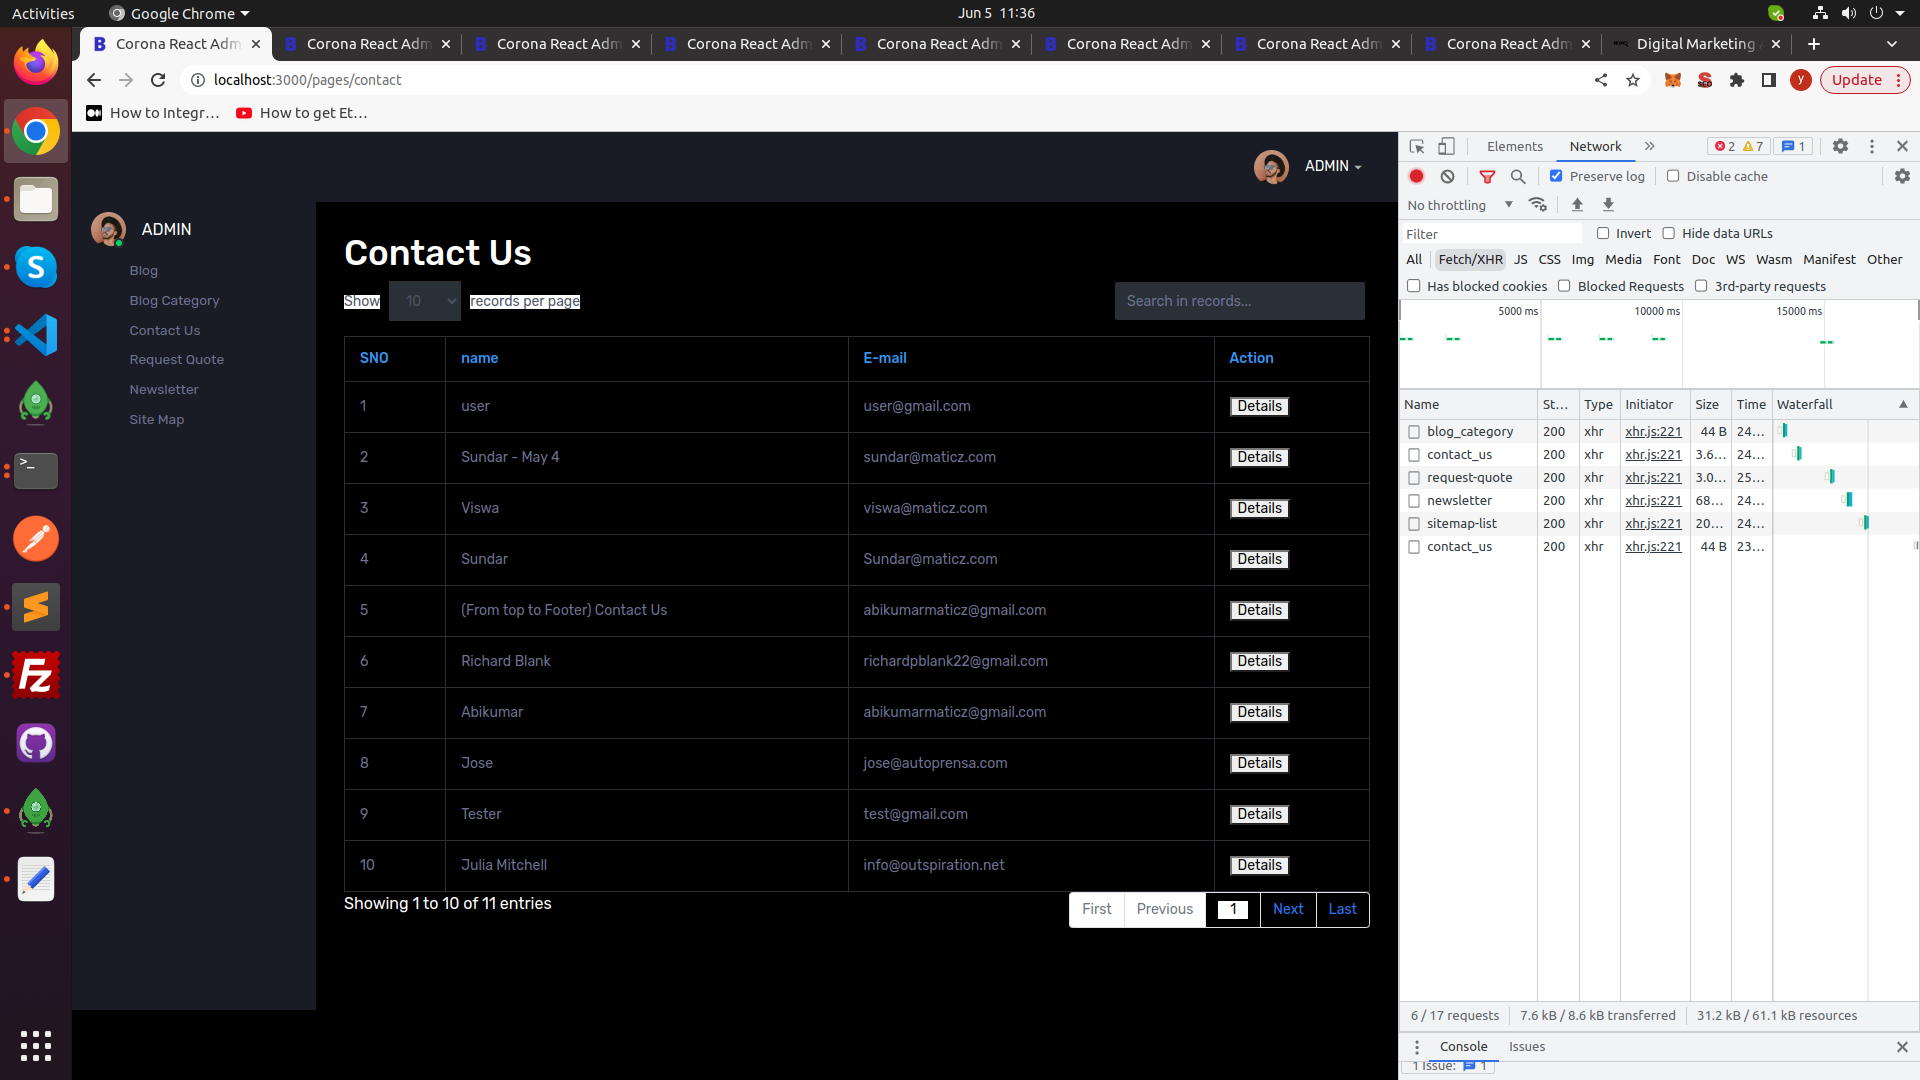 Activities
Google Chrome
Jun 5 11:36
Corona React Adm
Corona React Adm
Corona React Adm
Corona React Adm
Corona React Adm
Corona React Adm
Corona React Adm
Corona React Adm
Digital Marketing
localhost:3000/pages/contact
y
Update
How to Integr...
How to get Et...
ADMIN
ADMIN
Blog
Blog Category
Contact Us
Request Quote
Newsletter
Site Map
Contact Us
Show 10 records per page
Search in records...
SNO name E-mail Action
1 user user@gmail.com Details
2 Sundar - May 4 sundar@maticz.com Details
3 Viswa viswa@maticz.com Details
4 Sundar Sundar@maticz.com Details
5 (From top to Footer) Contact Us abikumarmaticz@gmail.com Details
6 Richard Blank richardpblank22@gmail.com Details
7 Abikumar abikumarmaticz@gmail.com Details
8 Jose jose@autoprensa.com Details
9 Tester test@gmail.com Details
10 Julia Mitchell info@outspiration.net Details
Showing 1 to 10 of 11 entries
First Previous 1 Next Last
Elements Network 2 7 1
Preserve log Disable cache
No throttling
Filter Invert Hide data URLs
All Fetch/XHR JS CSS Img Media Font Doc WS Wasm Manifest Other
Has blocked cookies Blocked Requests 3rd-party requests
5000 ms 10000 ms 15000 ms
Name St... Type Initiator Size Time Waterfall
blog_category 200 xhr xhr.js:221 44 B 24...
contact_us 200 xhr xhr.js:221 3.6... 24...
request-quote 200 xhr xhr.js:221 3.0... 25...
newsletter 200 xhr xhr.js:221 68... 24...
sitemap-list 200 xhr xhr.js:221 20... 24...
contact_us 200 xhr xhr.js:221 44 B 23...
6 / 17 requests 7.6 kB / 8.6 kB transferred 31.2 kB / 61.1 kB resources
Console Issues
1 Issue: 1